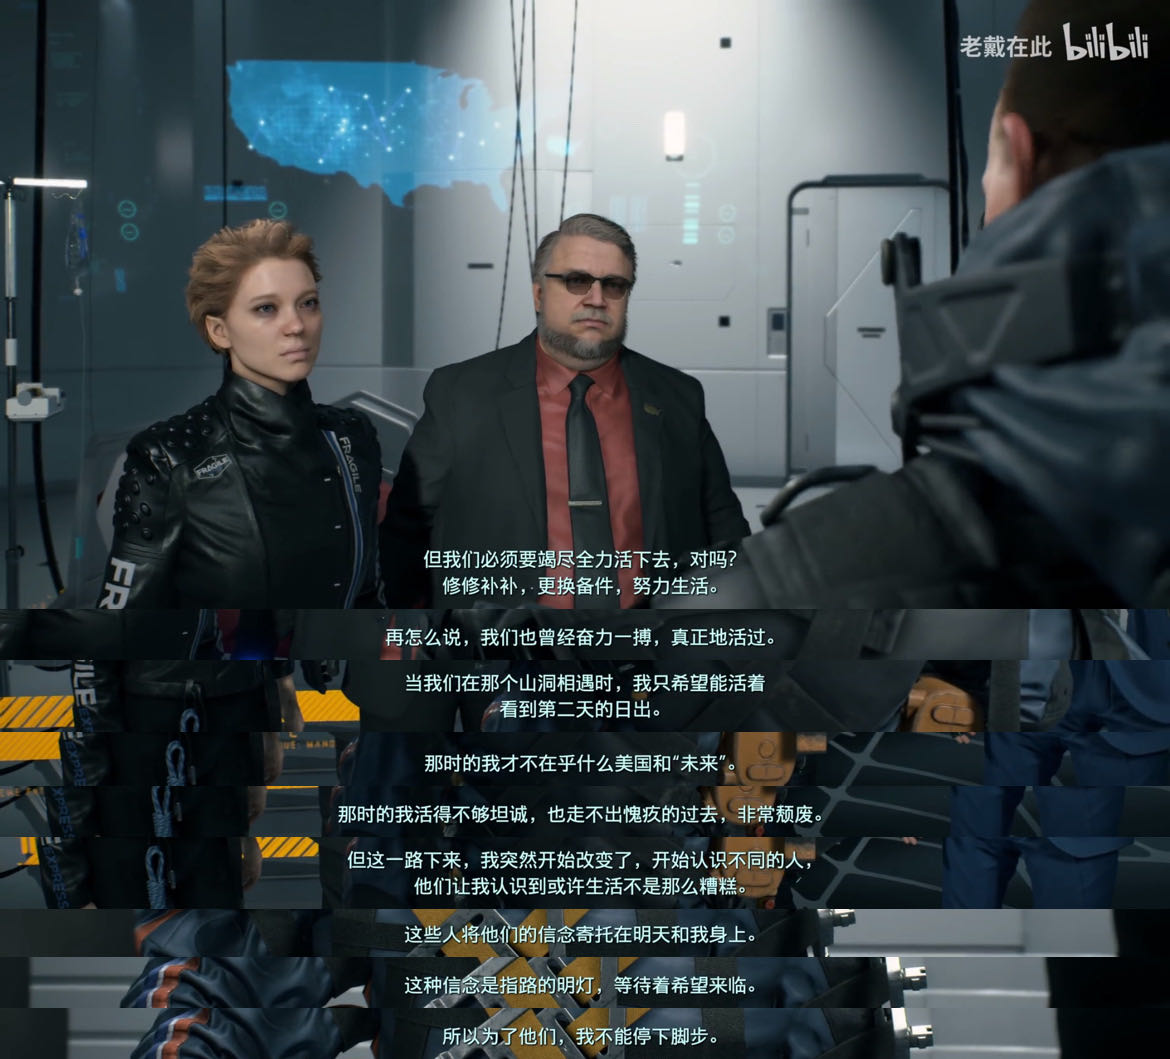 老戴在此 bilibili
FRAGILE
FRAGILE
FR
但我们必须要竭尽全力活下去，对吗？
修修补补，更换备件，努力生活。
再怎么说，我们也曾经奋力一搏，真正地活过。
当我们在那个山洞相遇时，我只希望能活着
看到第二天的日出。
那时的我才不在乎什么美国和“未来”。
那时的我活得不够坦诚，也走不出愧疚的过去，非常颓废。
但这一路下来，我突然开始改变了，开始认识不同的人，
他们让我认识到或许生活不是那么糟糕。
这些人将他们的信念寄托在明天和我身上。
这种信念是指路的明灯，等待着希望来临。
所以为了他们，我不能停下脚步。